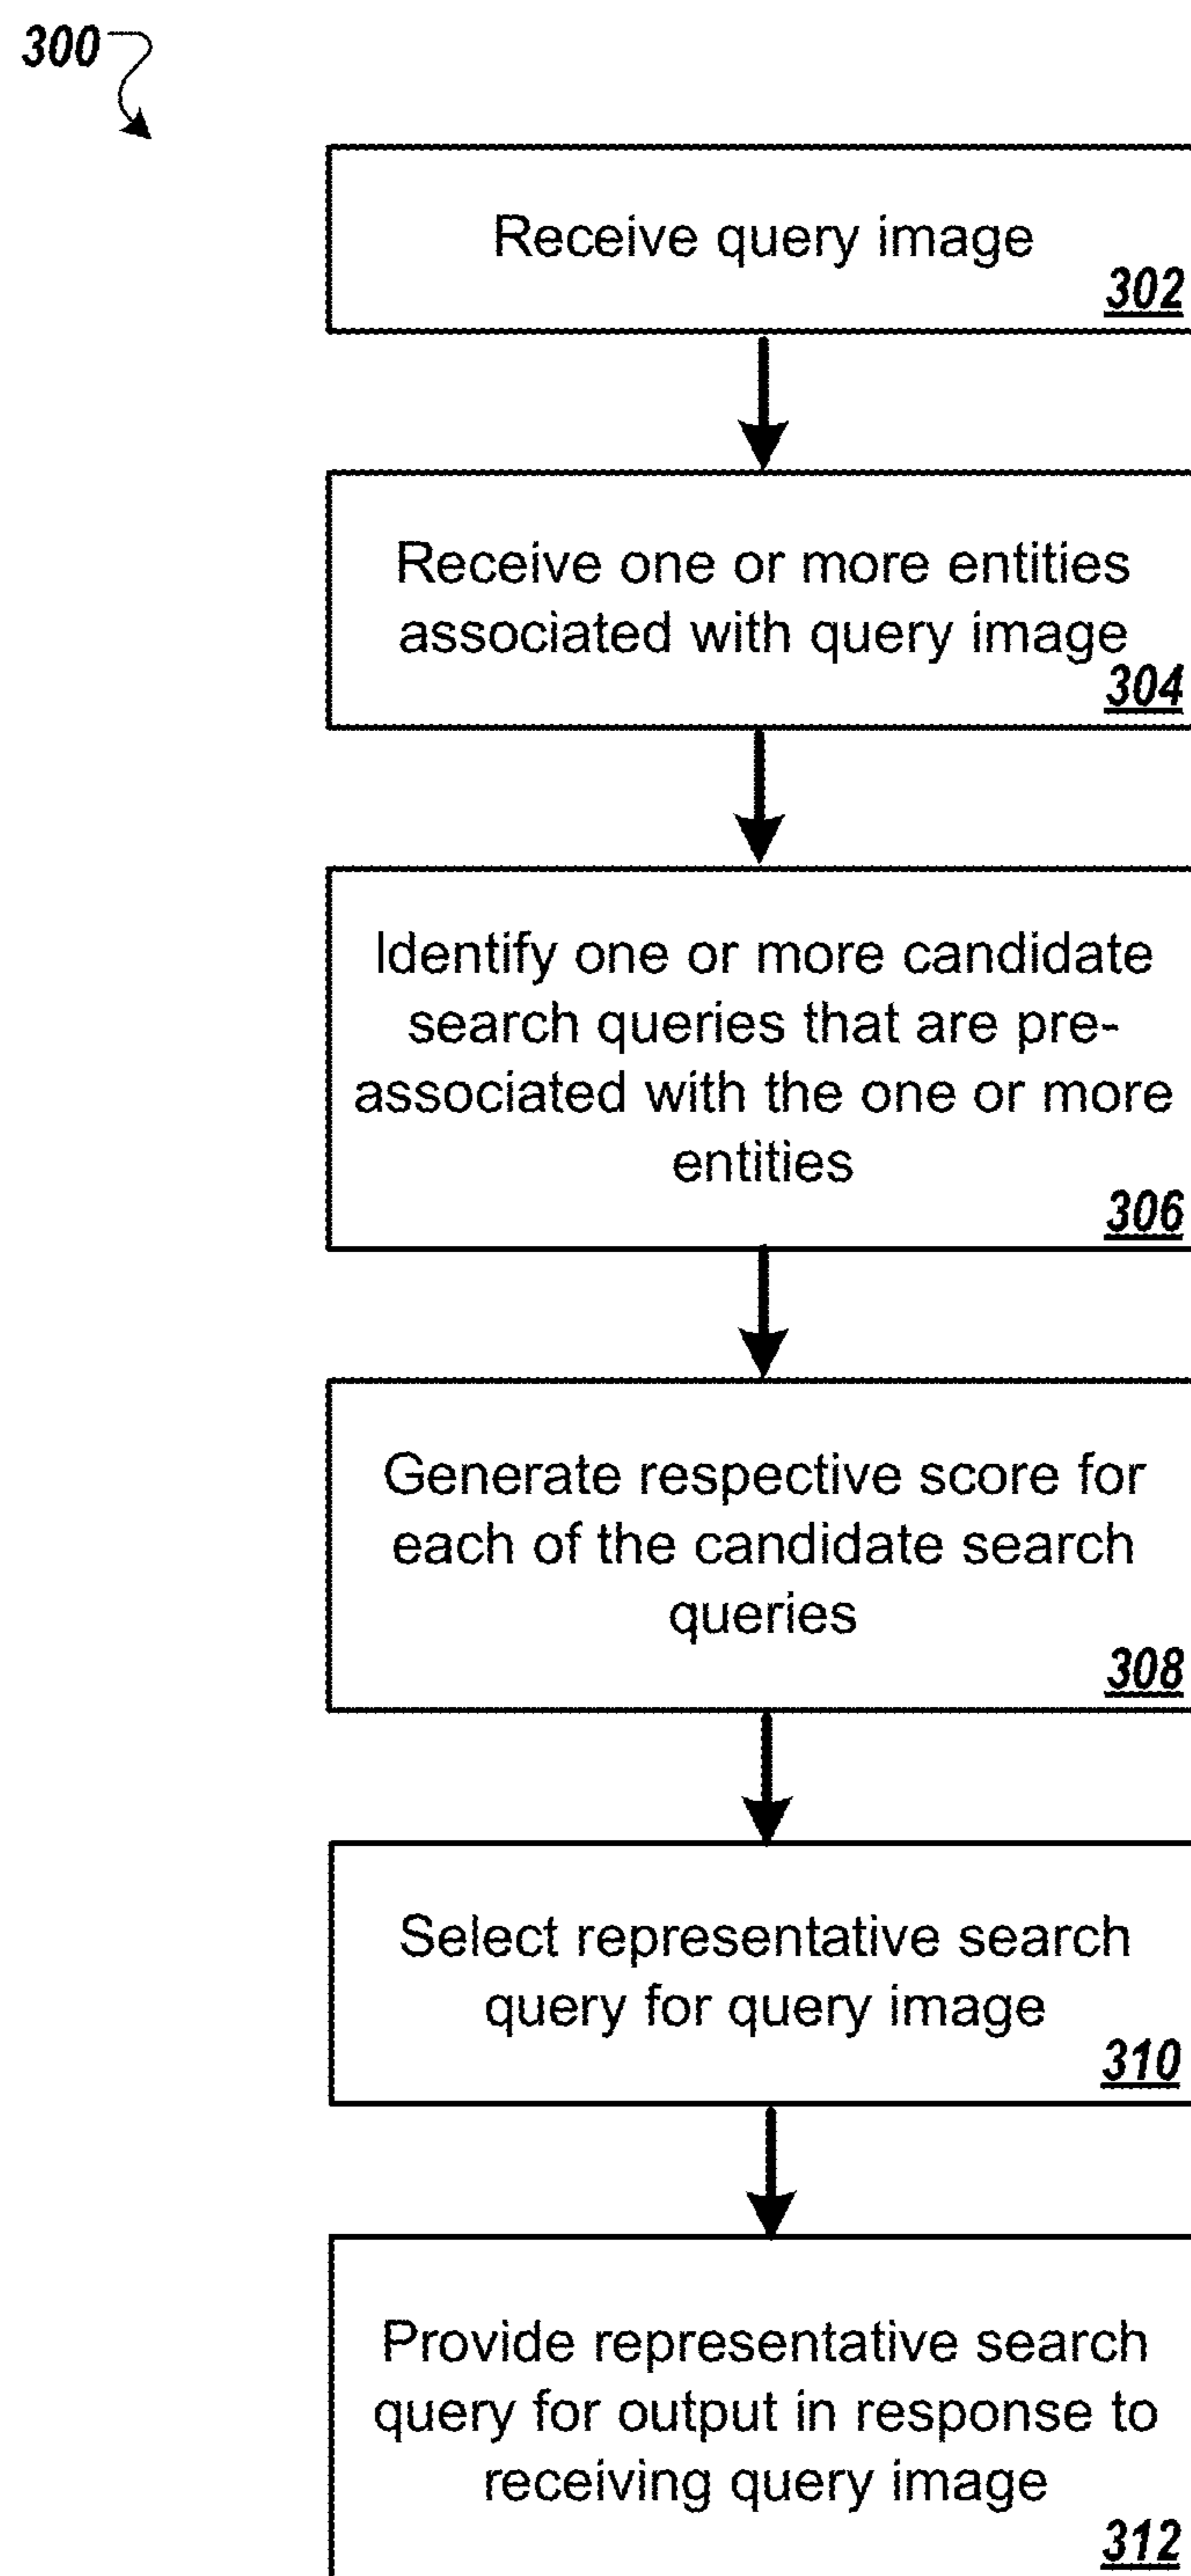 300
Receive query image
302
Receive one or more entities
associated with query image
304
Identify one or more candidate
search queries that are pre-
associated with the one or more
entities
306
Generate respective score for
each of the candidate search
queries
308
Select representative search
query for query image
310
Provide representative search
query for output in response to
receiving query image
312